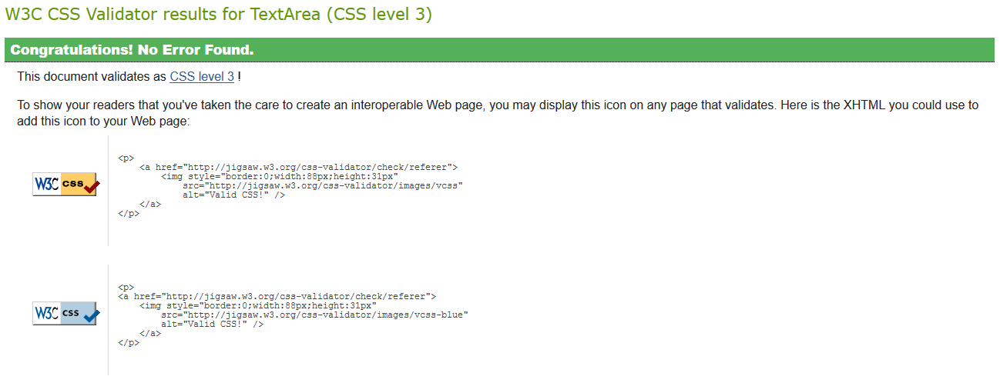 W3C CSS Validator results for TextArea (CSS level 3)
Congratulations! No Error Found.
This document validates as CSS level 3 !
To show your readers that you've taken the care to create an interoperable Web page, you may display this icon on any page that validates. Here is the XHTML you could use to
add this icon to your Web page:
W3C css
<p>
    <a href="http://jigsaw.w3.org/css-validator/check/referer">
        <img style="border:0;width:88px;height:31px"
            src="http://jigsaw.w3.org/css-validator/images/vcss"
            alt="Valid CSS!" />
    </a>
</p>
W3C css
<p>
<a href="http://jigsaw.w3.org/css-validator/check/referer">
    <img style="border:0;width:88px;height:31px"
        src="http://jigsaw.w3.org/css-validator/images/vcss-blue"
        alt="Valid CSS!" />
    </a>
</p>